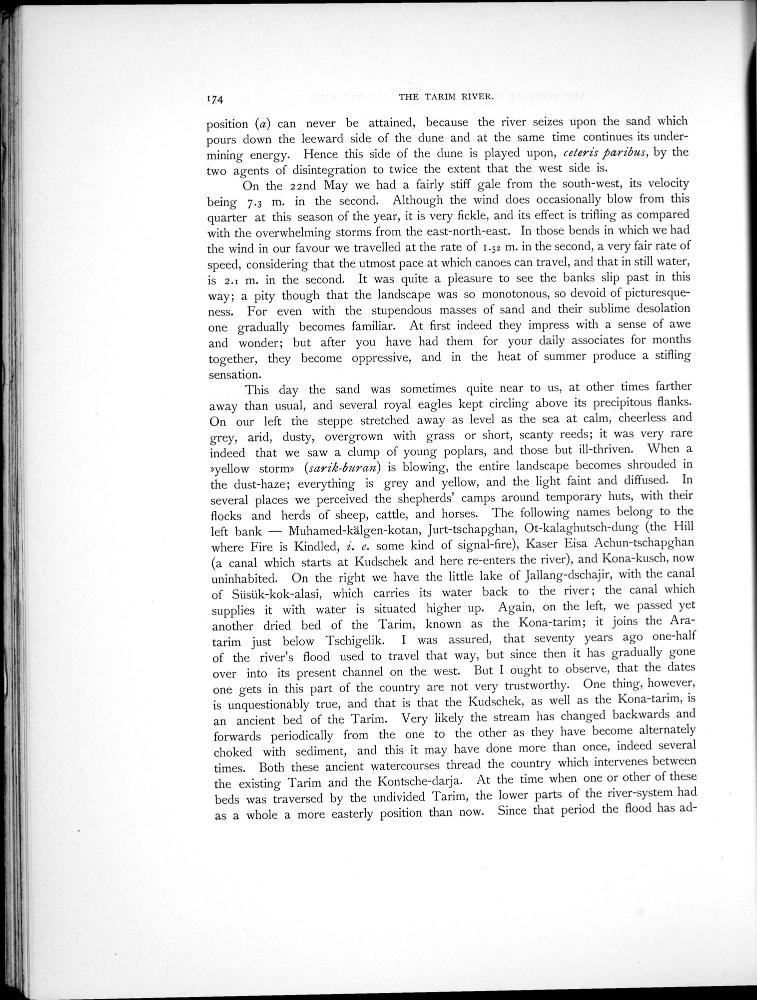 174 THE TARIM RIVER.
position (a) can never be attained, because the river seizes upon the sand which
pours down the leeward side of the dune and at the same time continues its under-
mining energy. Hence this side of the dune is played upon, ceteris paribus, by the
two agents of disintegration to twice the extent that the west side is.
On the 22nd May we had a fairly stiff gale from the south-west, its velocity
being 7.3 m. in the second. Although the wind does occasionally blow from this
quarter at this season of the year, it is very fickle, and its effect is trifling as compared
with the overwhelming storms from the east-north-east. In those bends in which we had
the wind in our favour we travelled at the rate of 1.52 m. in the second, a very fair rate of
speed, considering that the utmost pace at which canoes can travel, and that in still water,
is 2.1 m. in the second. It was quite a pleasure to see the banks slip past in this
way; a pity though that the landscape was so monotonous, so devoid of picturesque-
ness. For even with the stupendous masses of sand and their sublime desolation
one gradually becomes familiar. At first indeed they impress with a sense of awe
and wonder; but after you have had them for your daily associates for months
together, they become oppressive, and in the heat of summer produce a stifling
sensation.
This day the sand was sometimes quite near to us, at other times farther
away than usual, and several royal eagles kept circling above its precipitous flanks.
On our left the steppe stretched away as level as the sea at calm, cheerless and
grey, arid, dusty, overgrown with grass or short, scanty reeds; it was very rare
indeed that we saw a clump of young poplars, and those but ill-thriven. When a
»yellow storm» (sarik-buran) is blowing, the entire landscape becomes shrouded in
the dust-haze; everything is grey and yellow, and the light faint and diffused. In
several places we perceived the shepherds' camps around temporary huts, with their
flocks and herds of sheep, cattle, and horses. The following names belong to the
left bank — Muhamed-kälgen-kotan, Jurt-tschapghan, Ot-kalaghutsch-dung (the Hill
where Fire is Kindled, i. e. some kind of signal-fire), Kaser Eisa Achun-tschapghan
(a canal which starts at Kudschek and here re-enters the river), and Kona-kusch, now
uninhabited. On the right we have the little lake of Jallang-dschajir, with the canal
of Süsük-kok-alasi, which carries its water back to the river; the canal which
supplies it with water is situated higher up. Again, on the left, we passed yet
another dried bed of the Tarim, known as the Kona-tarim; it joins the Ara-
tarim just below Tschigelik. I was assured, that seventy years ago one-half
of the river's flood used to travel that way, but since then it has gradually gone
over into its present channel on the west. But I ought to observe, that the dates
one gets in this part of the country are not very trustworthy. One thing, however,
is unquestionably true, and that is that the Kudschek, as well as the Kona-tarim, is
an ancient bed of the Tarim. Very likely the stream has changed backwards and
forwards periodically from the one to the other as they have become alternately
choked with sediment, and this it may have done more than once, indeed several
times. Both these ancient watercourses thread the country which intervenes between
the existing Tarim and the Kontsche-darja. At the time when one or other of these
beds was traversed by the undivided Tarim, the lower parts of the river-system had
as a whole a more easterly position than now. Since that period the flood has ad-